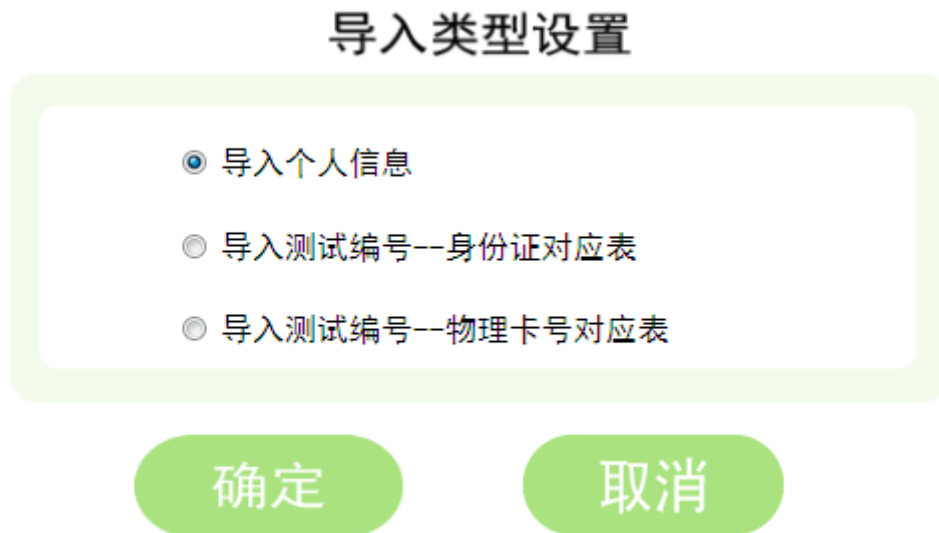 导入类型设置
导入个人信息
导入测试编号--身份证对应表
导入测试编号--物理卡号对应表
确定
取消